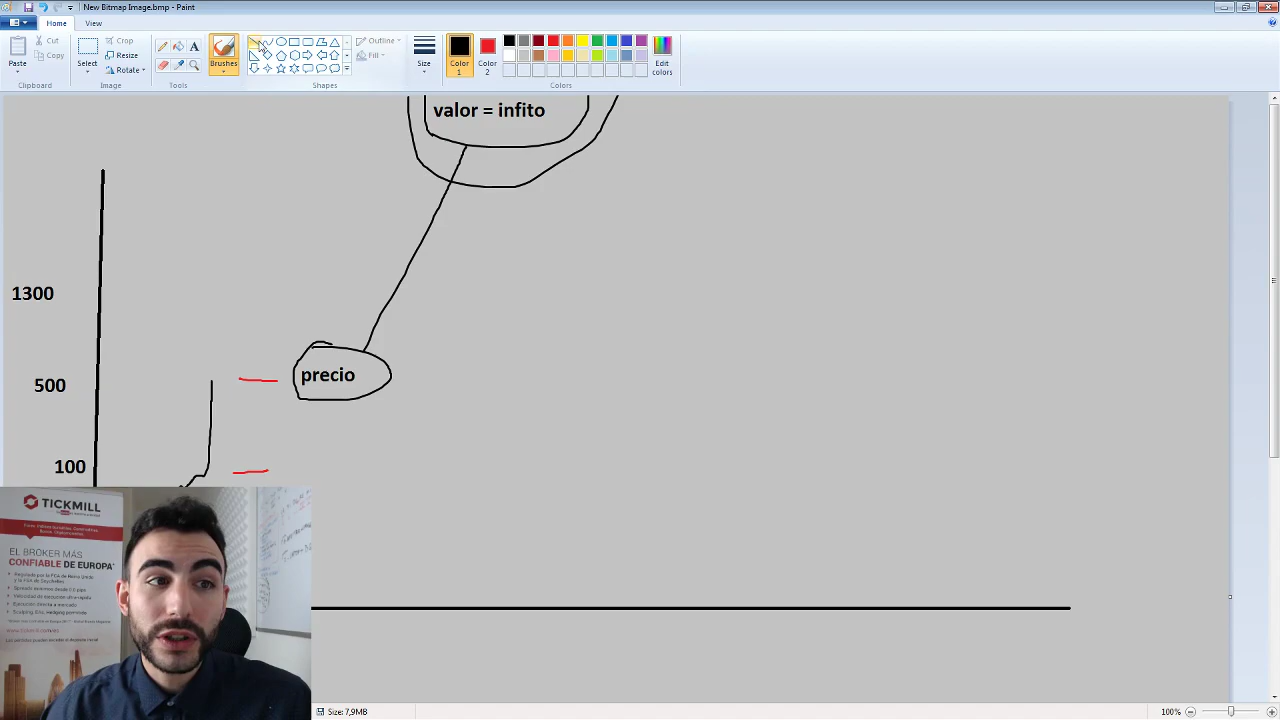 New Bitmap Image.bmp - Paint
Home
View
Paste
Cut
Copy
Clipboard
Select
Crop
Resize
Rotate
Image
A
Tools
Brushes
Shapes
Outline
Fill
Size
Color
1
Color
2
Edit
colors
Colors
valor = infito
1300
500
100
precio
TICKMILL
EL BROKER MÁS
CONFIABLE DE EUROPA*
Size: 7,9MB
100%